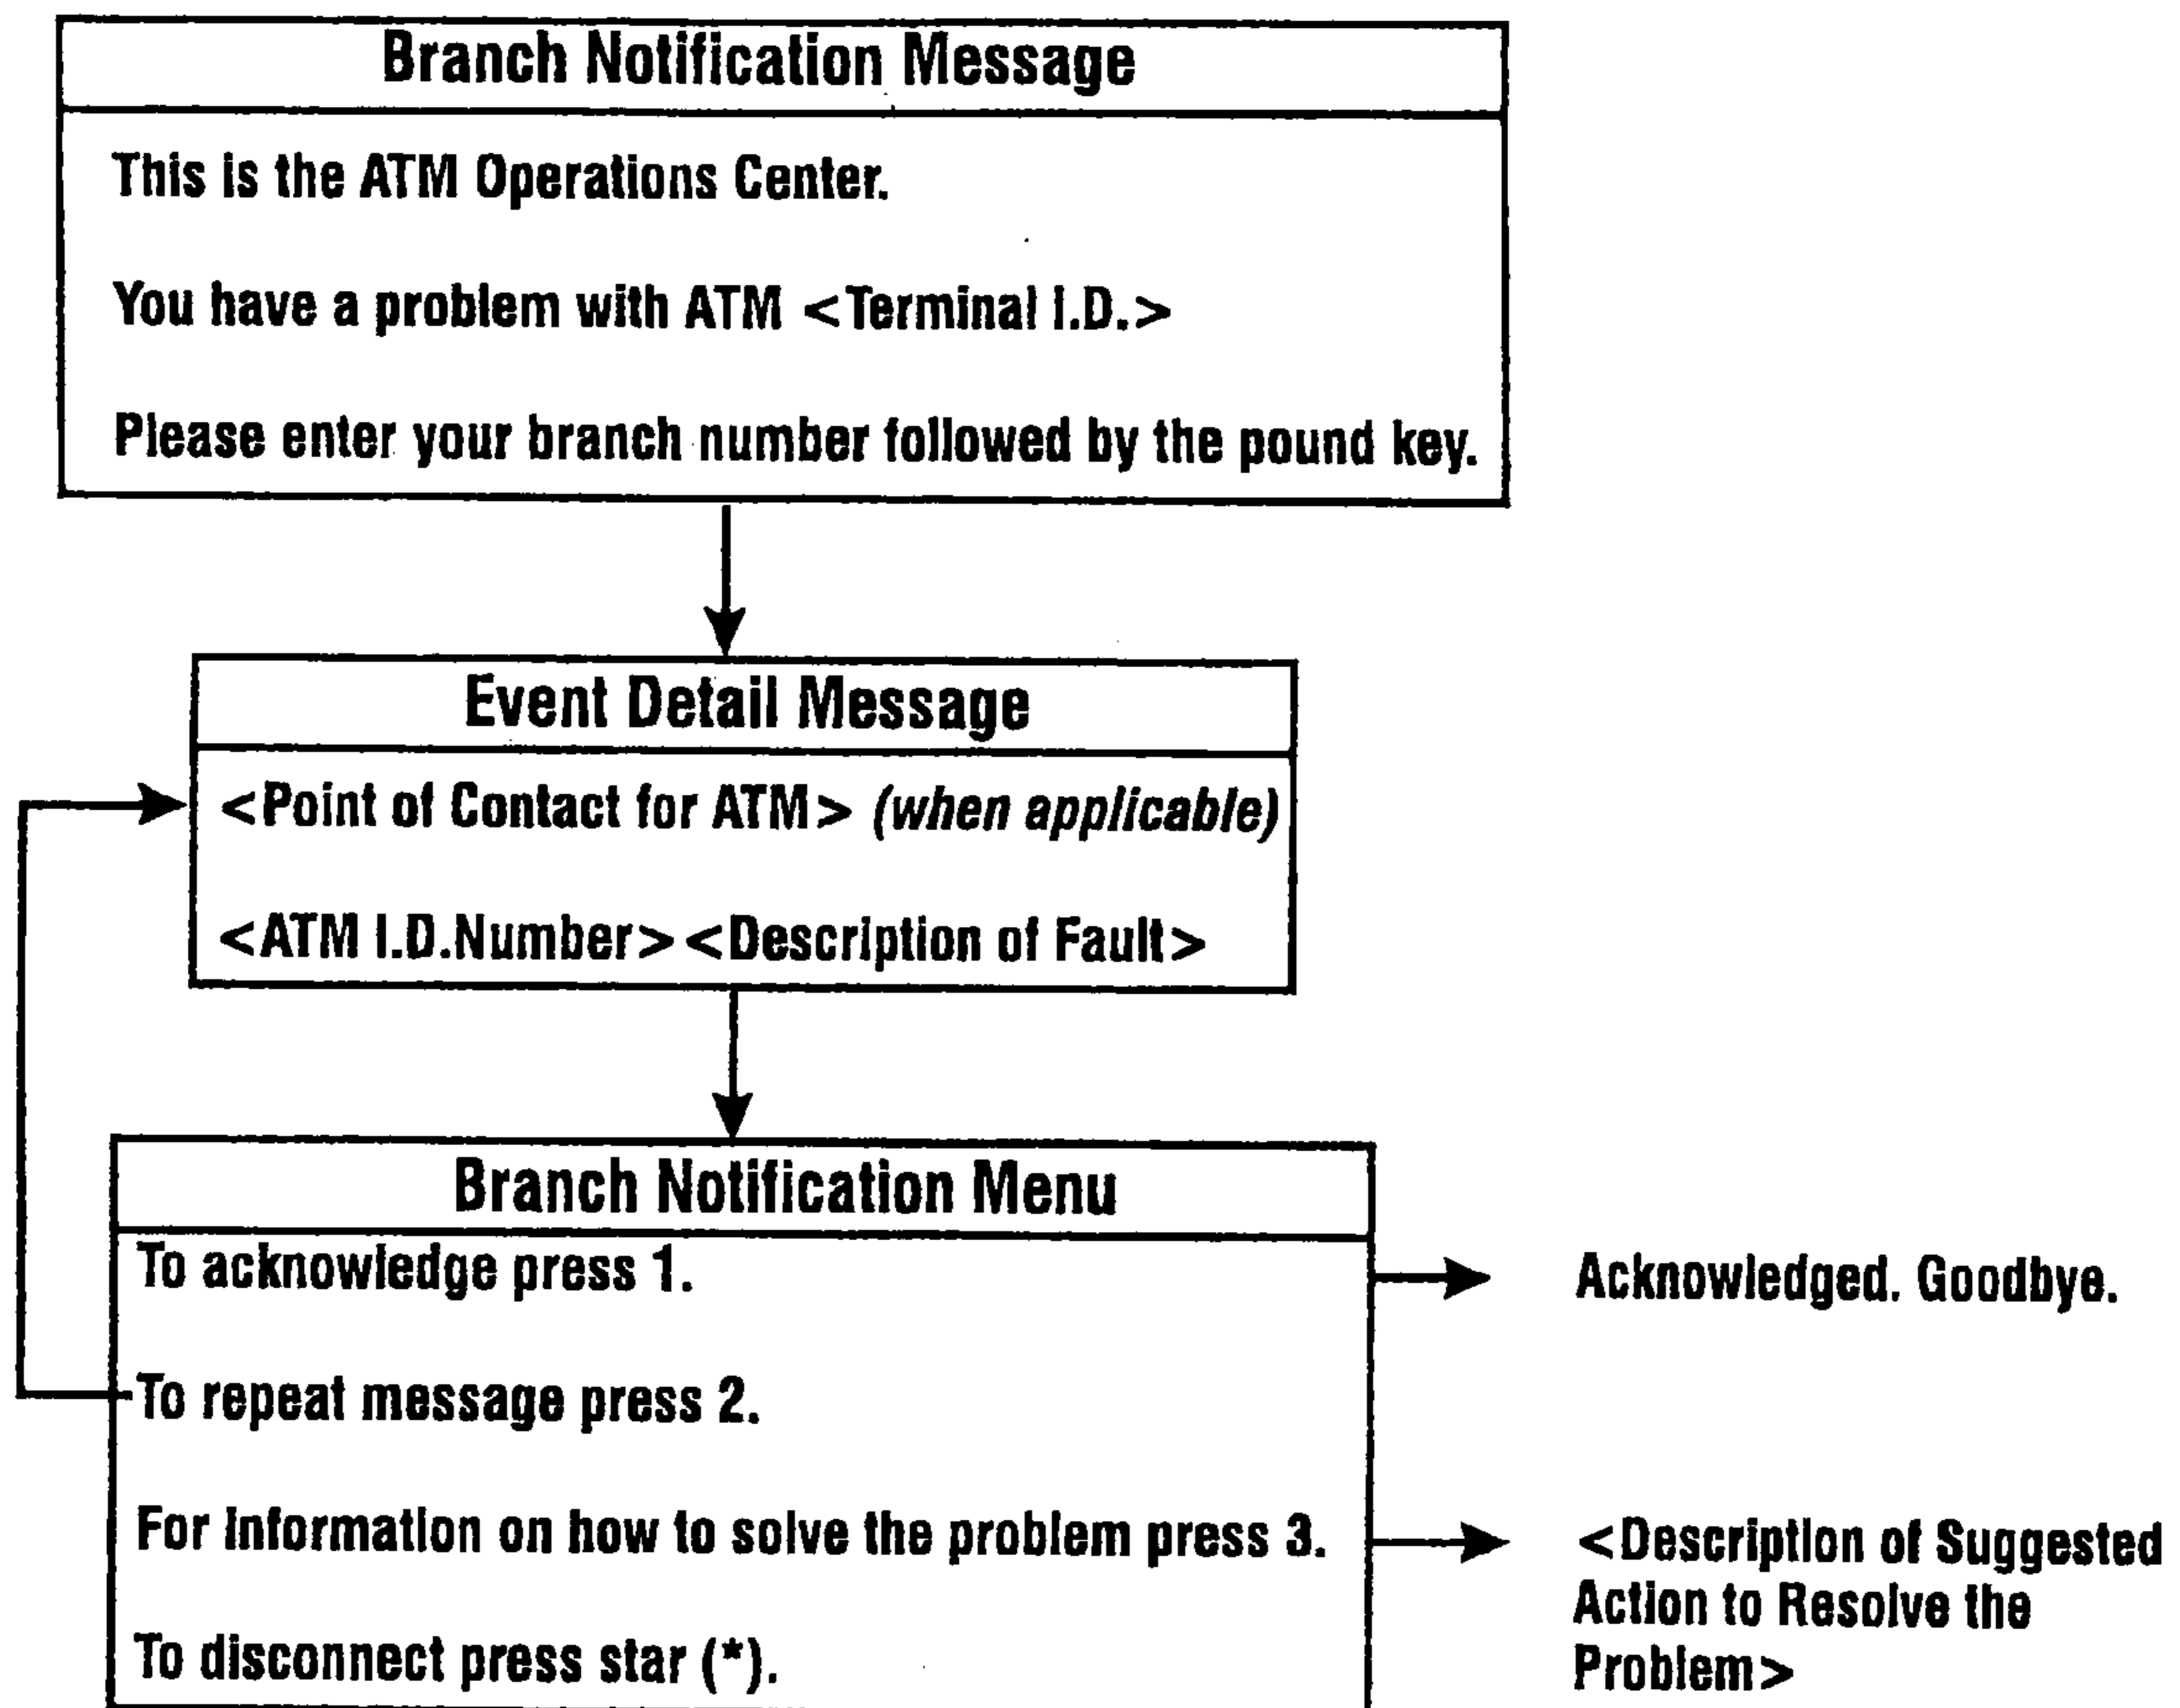 Branch Notification Message
This is the ATM Operations Center.
You have a problem with ATM <Terminal I.D.>
Please enter your branch number followed by the pound key.
Event Detail Message
<Point of Contact for ATM> (when applicable)
<ATM I.D.Number><Description of Fault>
Branch Notification Menu
To acknowledge press 1.
Acknowledged. Goodbye.
To repeat message press 2.
For information on how to solve the problem press 3.
<Description of Suggested
Action to Resolve the
Problem>
To disconnect press star (*).